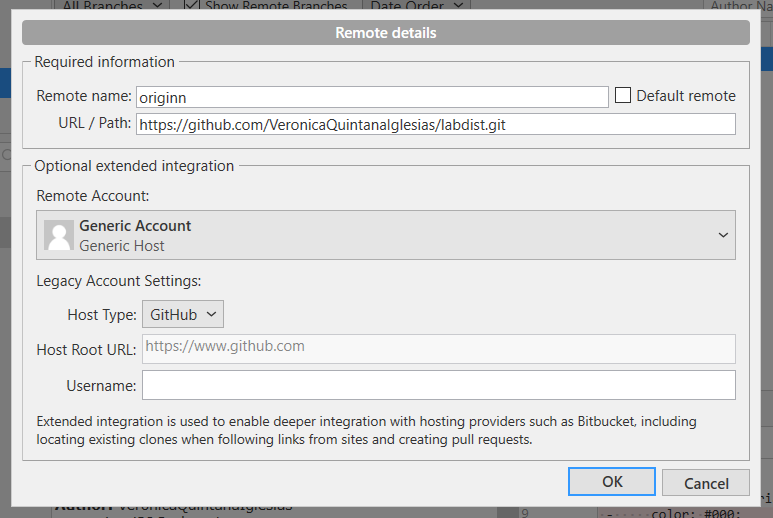 All Branches Show Remote Branches Date Order Author Na
Remote details
Required information
Remote name: originn Default remote
URL / Path: https://github.com/VeronicaQuintanaIglesias/labdist.git
Optional extended integration
Remote Account:
Generic Account
Generic Host
Legacy Account Settings:
Host Type: GitHub
Host Root URL: https://www.github.com
Username:
Extended integration is used to enable deeper integration with hosting providers such as Bitbucket, including
locating existing clones when following links from sites and creating pull requests.
OK Cancel
Author: VeronicaQuintanaIglesias
9 - color: #000;